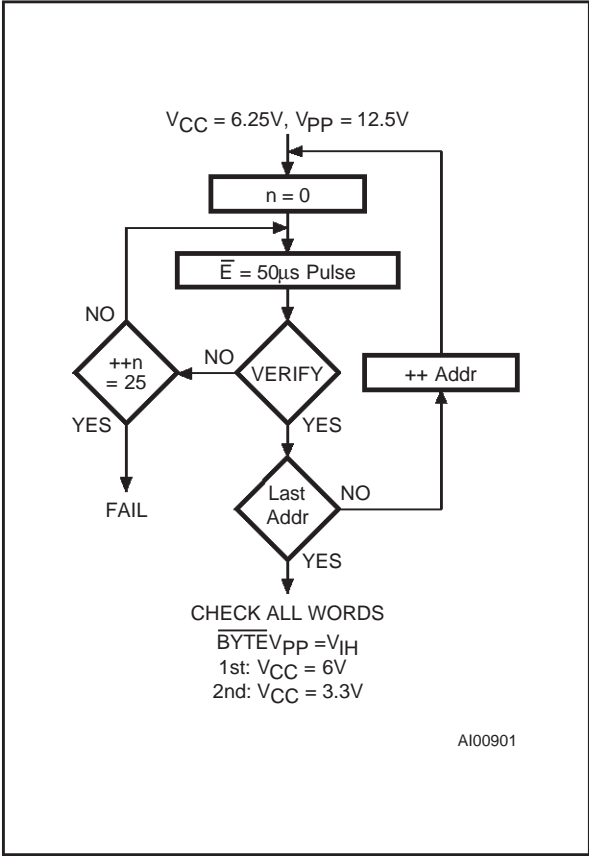 VCC = 6.25V, VPP = 12.5V
n = 0
E̅ = 50µs Pulse
NO
++n
= 25
NO
VERIFY
++ Addr
YES
YES
FAIL
Last
Addr
NO
YES
CHECK ALL WORDS
B̅Y̅T̅E̅VPP =VIH
1st: VCC = 6V
2nd: VCC = 3.3V
AI00901